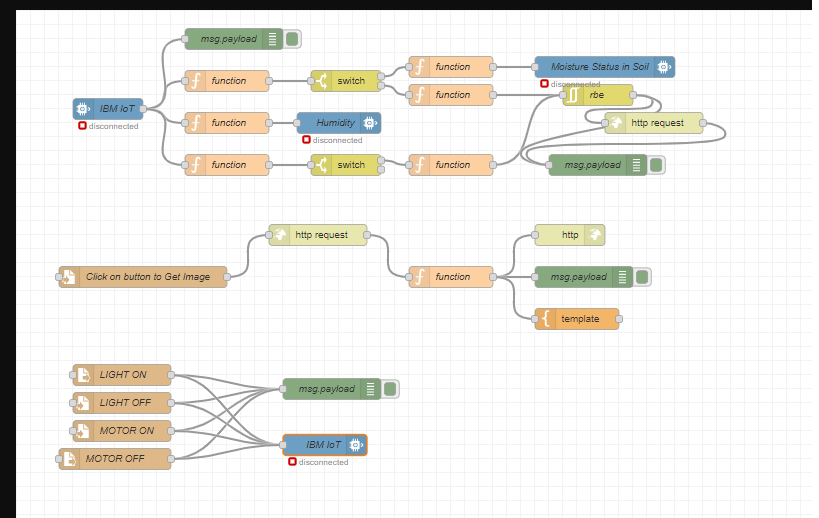 msg.payload
function
switch
function
Moisture Status in Soil
disconnected
function
rbe
IBM IoT
disconnected
function
Humidity
disconnected
http request
function
switch
function
msg.payload
http request
http
Click on button to Get Image
function
msg.payload
template
LIGHT ON
msg.payload
LIGHT OFF
MOTOR ON
IBM IoT
disconnected
MOTOR OFF